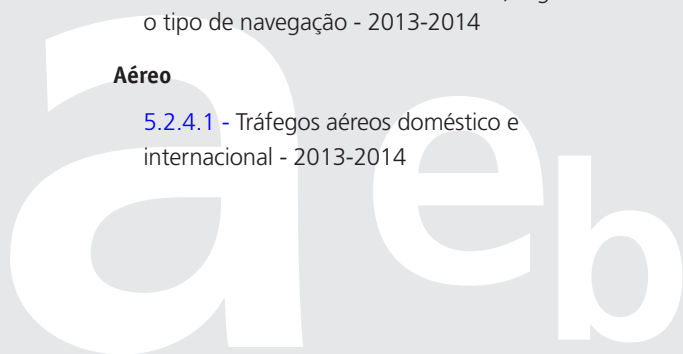 o tipo de navegação - 2013-2014
Aéreo
5.2.4.1 - Tráfegos aéreos doméstico e
internacional - 2013-2014
a e b